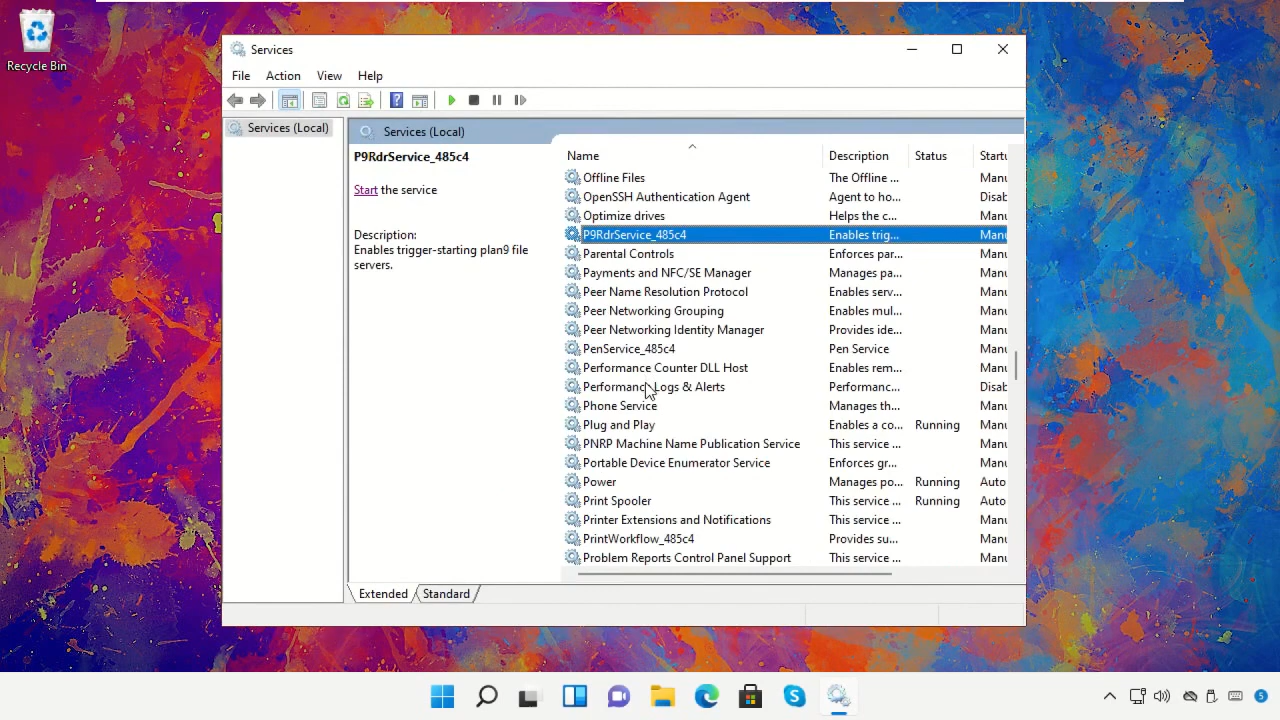 Recycle Bin
Services
File Action View Help
Services (Local)
Services (Local)
P9RdrService_485c4
Start the service
Description:
Enables trigger-starting plan9 file
servers.
Name Description Status Startu
Offline Files The Offline ... Manu
OpenSSH Authentication Agent Agent to ho... Disab
Optimize drives Helps the c... Manu
P9RdrService_485c4 Enables trig... Manu
Parental Controls Enforces par... Manu
Payments and NFC/SE Manager Manages pa... Manu
Peer Name Resolution Protocol Enables serv... Manu
Peer Networking Grouping Enables mul... Manu
Peer Networking Identity Manager Provides ide... Manu
PenService_485c4 Pen Service Manu
Performance Counter DLL Host Enables rem... Manu
Performance Logs & Alerts Performanc... Disab
Phone Service Manages th... Manu
Plug and Play Enables a co... Running Manu
PNRP Machine Name Publication Service This service ... Manu
Portable Device Enumerator Service Enforces gr... Manu
Power Manages po... Running Auto
Print Spooler This service ... Running Auto
Printer Extensions and Notifications This service ... Manu
PrintWorkflow_485c4 Provides su... Manu
Problem Reports Control Panel Support This service ... Manu
Extended Standard
5